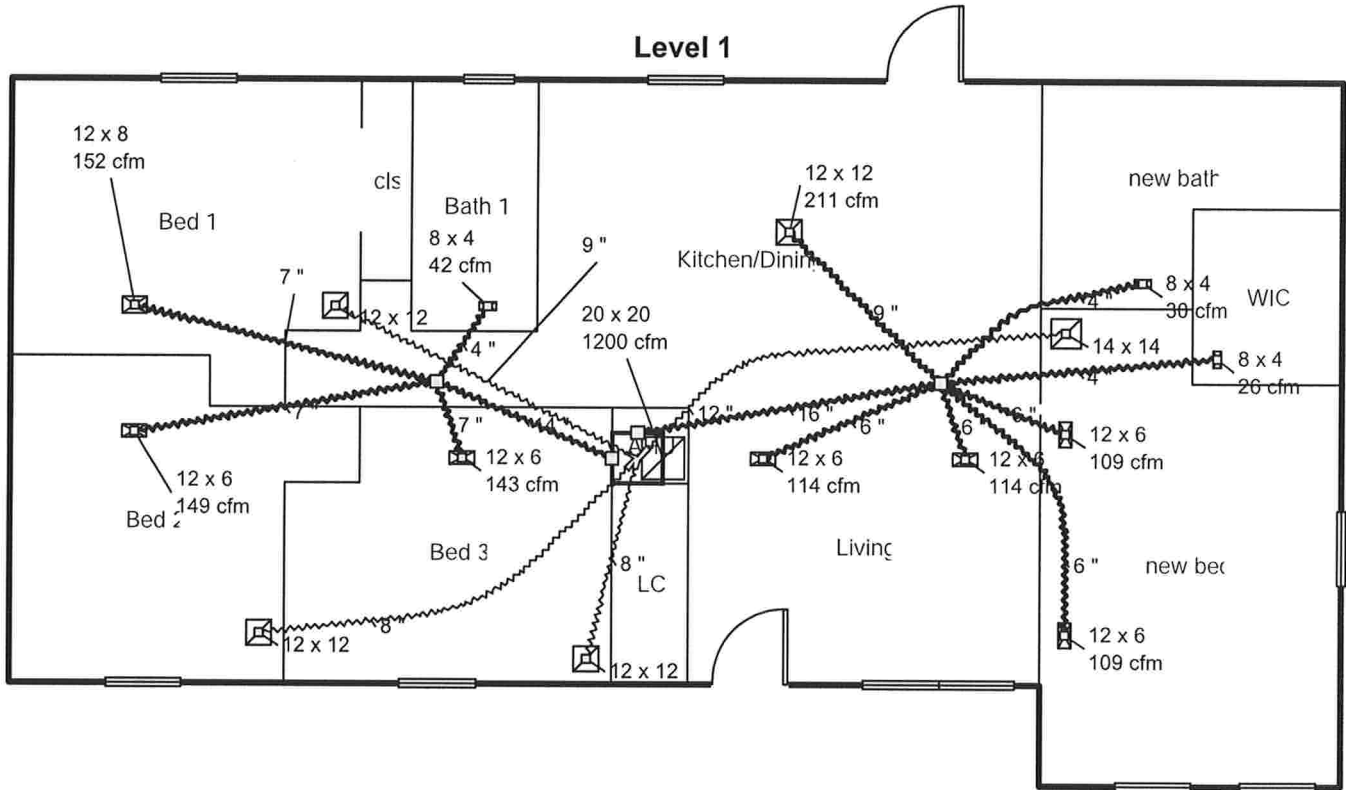 Level 1
12 x 8
152 cfm
Bed 1
cls
Bath 1
8 x 4
42 cfm
9 "
7 "
12 x 12
4 "
12 x 12
211 cfm
Kitchen/Dining
20 x 20
1200 cfm
9 "
new bath
4 "
8 x 4
30 cfm
WIC
14 x 14
8 x 4
26 cfm
4
7 "
7 "
12 "
16 "
6 "
6 "
6
12 x 6
149 cfm
Bed 2
12 x 6
143 cfm
12 x 6
114 cfm
12 x 6
114 cfm
12 x 6
109 cfm
Bed 3
8 "
LC
Living
6 "
new bed
8 "
12 x 12
12 x 12
12 x 6
109 cfm